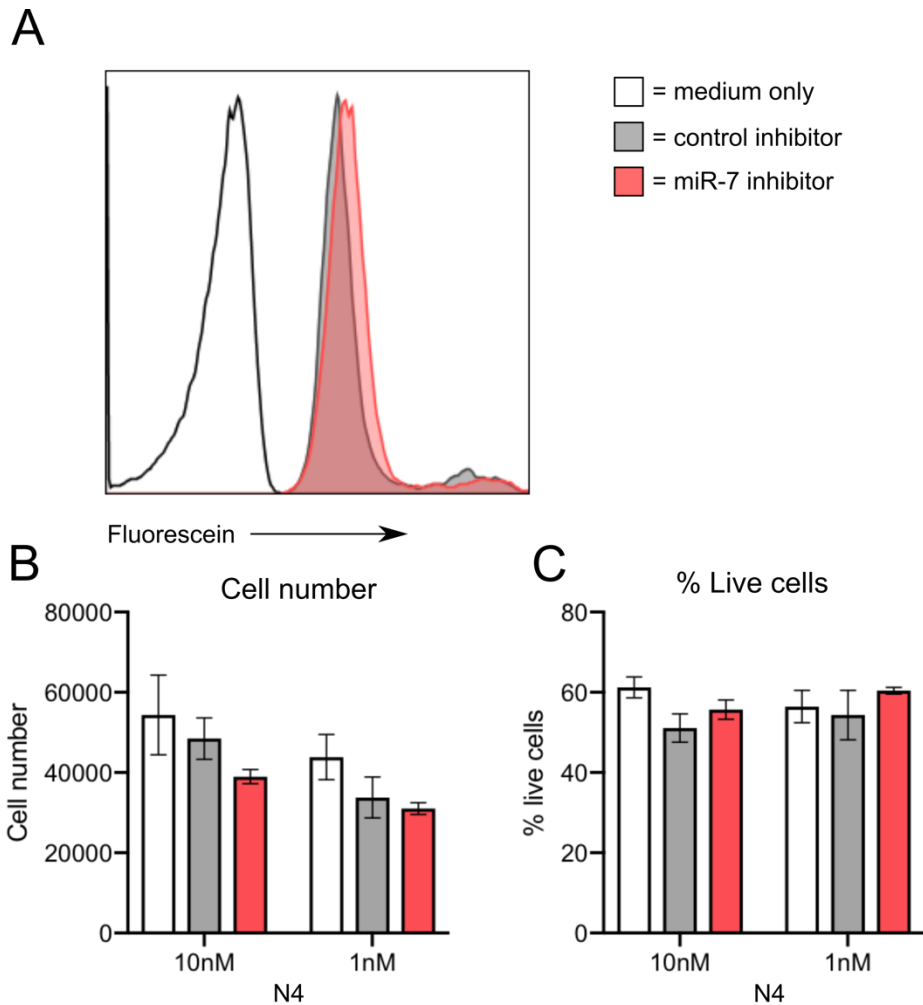 A
= medium only
= control inhibitor
= miR-7 inhibitor
Fluorescein
B
Cell number
80000
60000
40000
20000
0
Cell number
10nM
1nM
N4
C
% Live cells
80
60
40
20
0
% live cells
10nM
1nM
N4